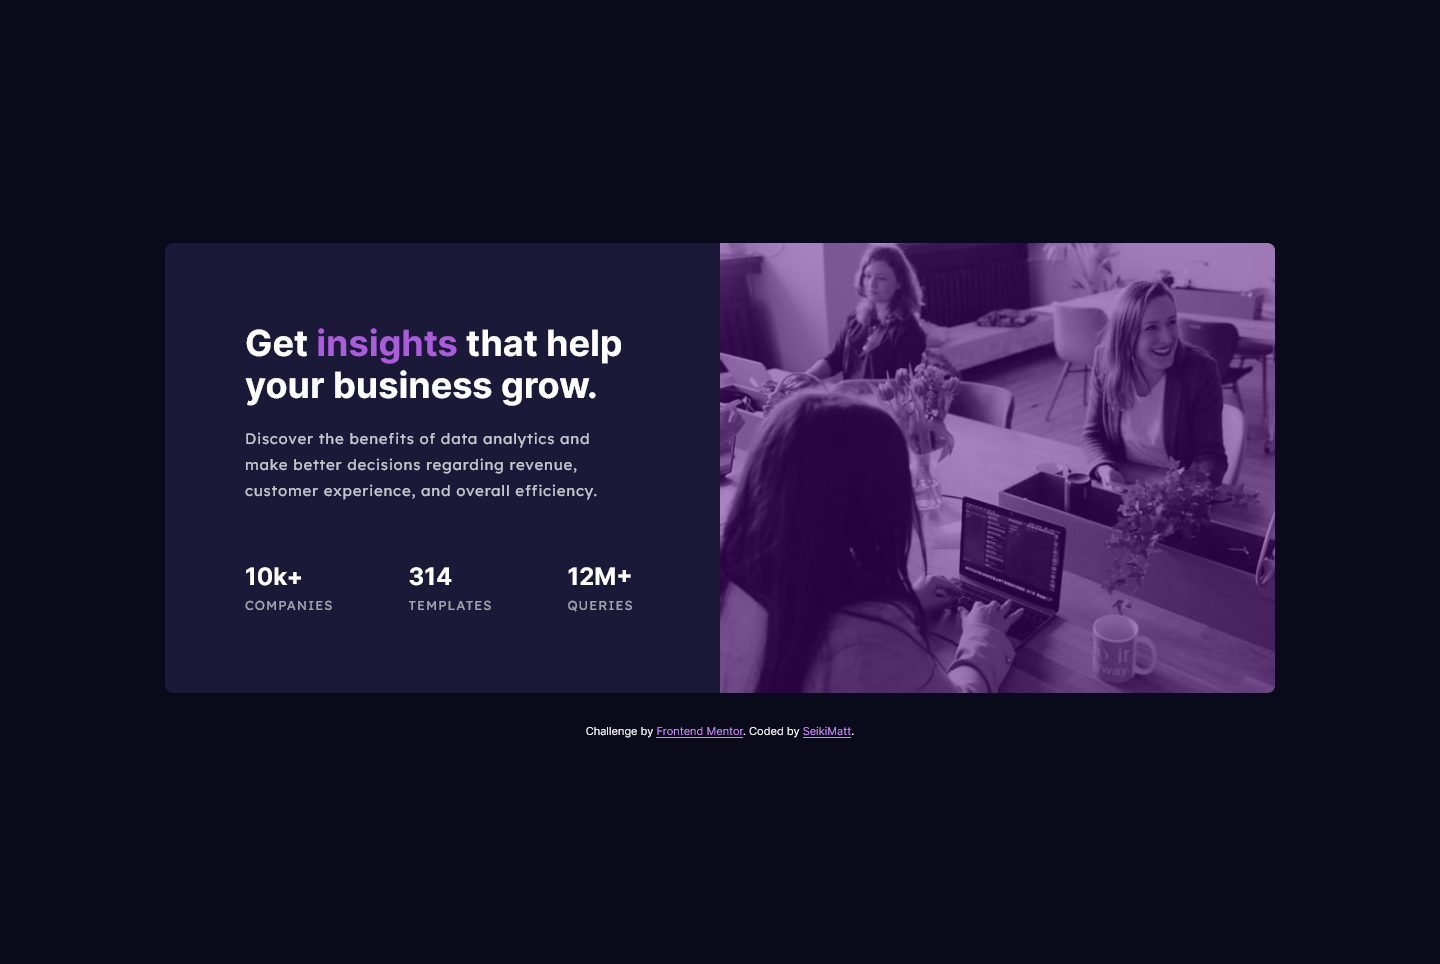 Get insights that help
your business grow.
Discover the benefits of data analytics and
make better decisions regarding revenue,
customer experience, and overall efficiency.
10k+ 314 12M+
COMPANIES TEMPLATES QUERIES
o it
Challenge by Frontend Mentor. Coded by SeikiMatt.